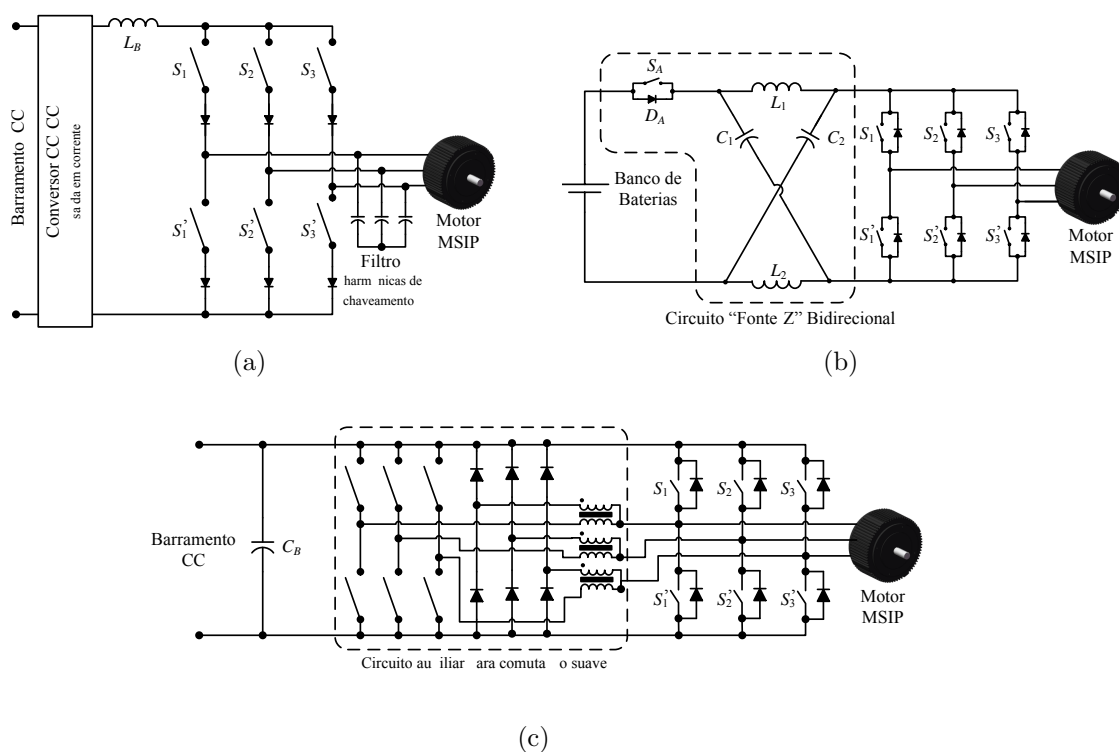 Barramento CC
Conversor CC CC
sa da em corrente
L_B
S_1
S_2
S_3
S_1'
S_2'
S_3'
Filtro
harm nicas de
chaveamento
Motor
MSIP
(a)
S_A
D_A
L_1
C_1
C_2
L_2
Banco de
Baterias
S_1
S_2
S_3
S_1'
S_2'
S_3'
Motor
MSIP
Circuito “Fonte Z” Bidirecional
(b)
Barramento
CC
C_B
S_1
S_2
S_3
S_1'
S_2'
S_3'
Motor
MSIP
Circuito au iliar ara comuta o suave
(c)